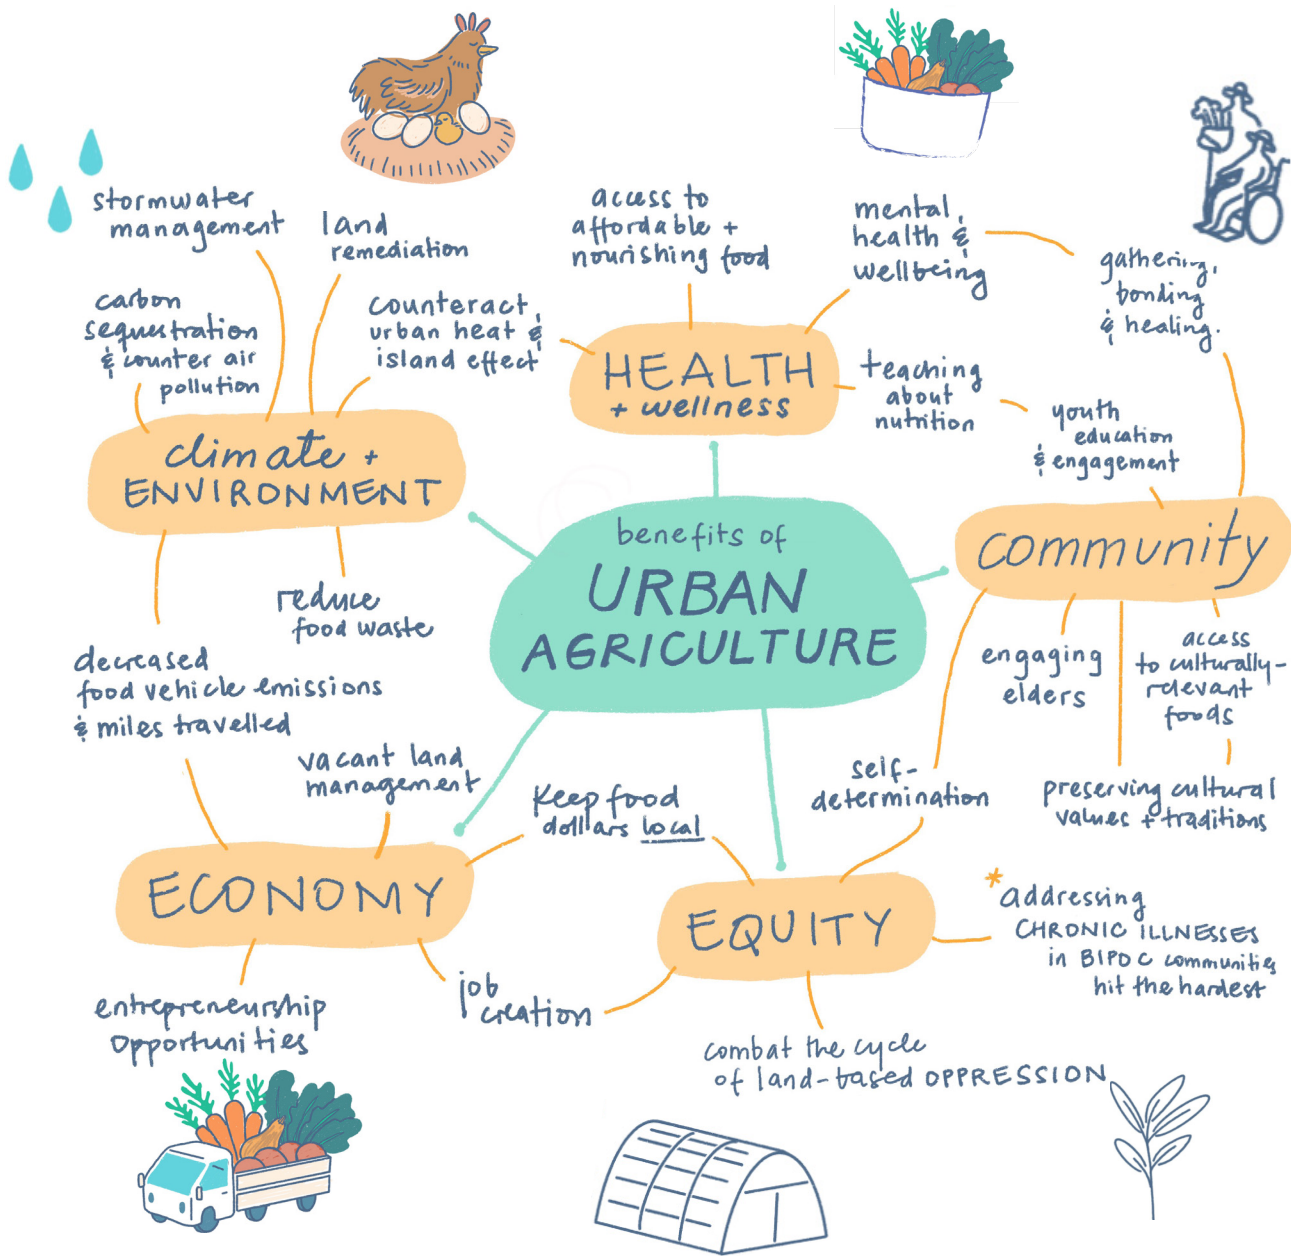 stormwater
management
land
remediation
carbon
sequestration
& counter air
pollution
counteract
urban heat &
island effect
climate +
ENVIRONMENT
reduce
food waste
decreased
food vehicle emissions
& miles travelled
access to
affordable +
nourishing food
mental
health &
wellbeing
HEALTH
+ wellness
teaching
about
nutrition
gathering,
bonding
& healing.
youth
education
& engagement
benefits of
URBAN
AGRICULTURE
community
engaging
elders
access
to culturally-
relevant
foods
preserving cultural
values + traditions
self-
determination
vacant land
management
Keep food
dollars local
ECONOMY
entrepreneurship
opportunities
job
creation
EQUITY
* addressing
CHRONIC ILLNESSES
in BIPOC communities
hit the hardest
combat the cycle
of land-based OPPRESSION